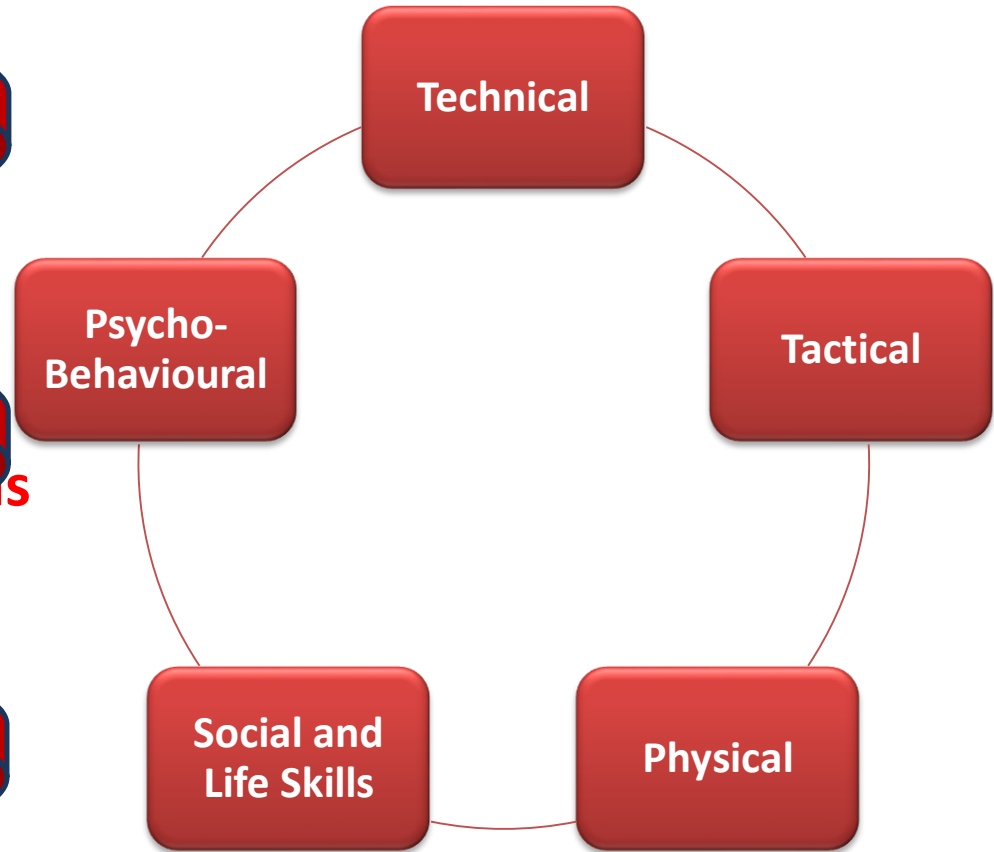 Technical
Psycho-
Behavioural
Tactical
Social and
Life Skills
Physical